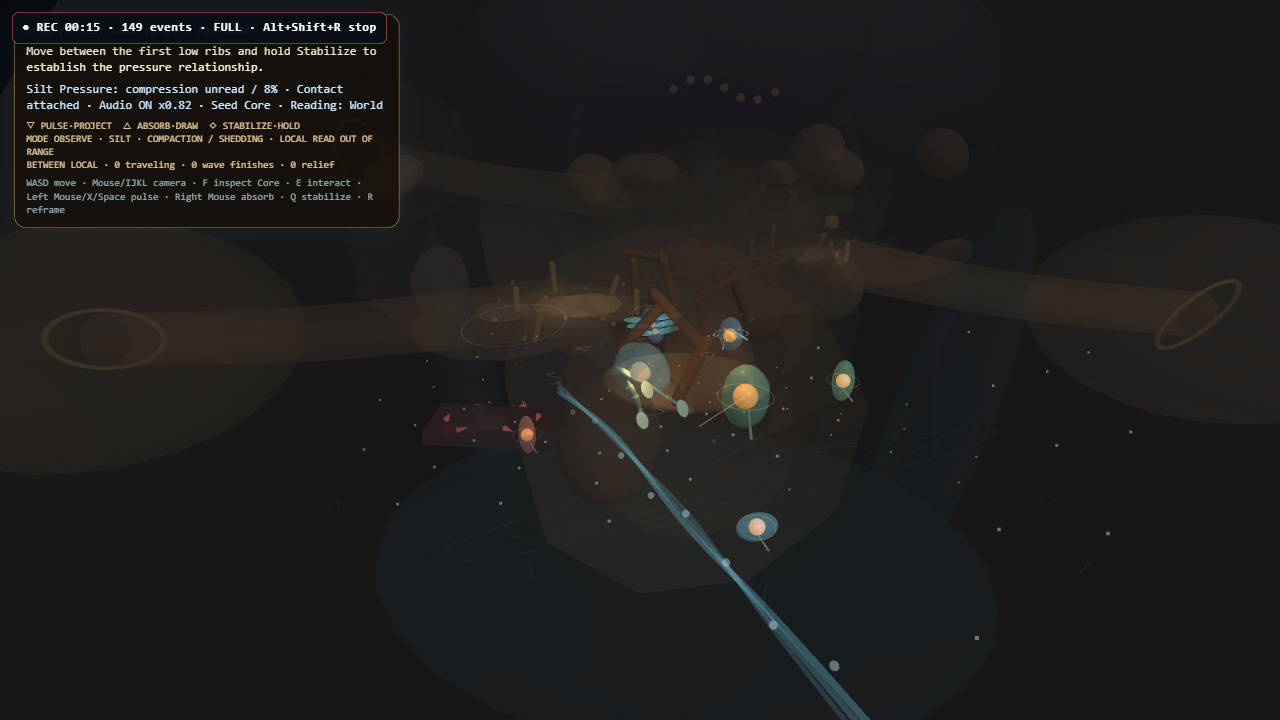 ● REC 00:15 · 149 events · FULL · Alt+Shift+R stop
Move between the first low ribs and hold Stabilize to
establish the pressure relationship.
Silt Pressure: compression unread / 8% · Contact
attached · Audio ON x0.82 · Seed Core · Reading: World
▽ PULSE·PROJECT △ ABSORB·DRAW ◇ STABILIZE·HOLD
MODE OBSERVE · SILT · COMPACTION / SHEDDING · LOCAL READ OUT OF
RANGE
BETWEEN LOCAL · 0 traveling · 0 wave finishes · 0 relief
WASD move · Mouse/IJKL camera · F inspect Core · E interact ·
Left Mouse/X/Space pulse · Right Mouse absorb · Q stabilize · R
reframe